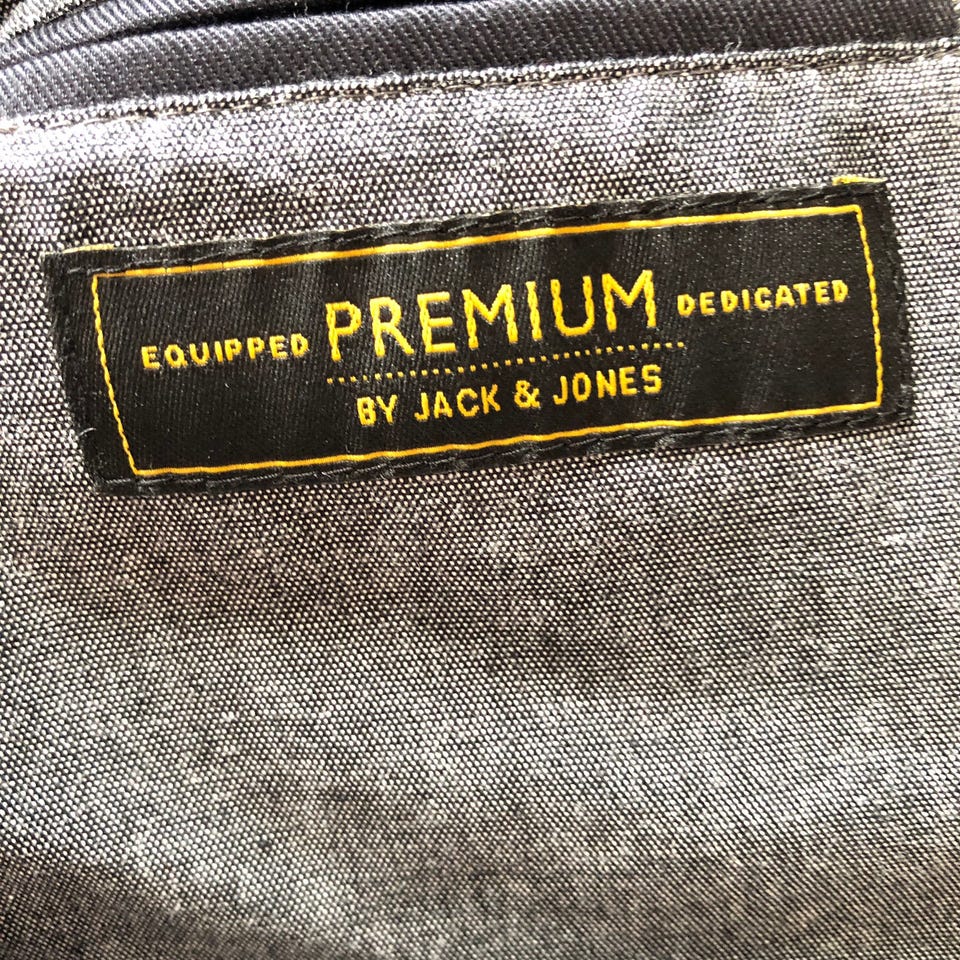 EQUIPPED PREMIUM DEDICATED
BY JACK & JONES